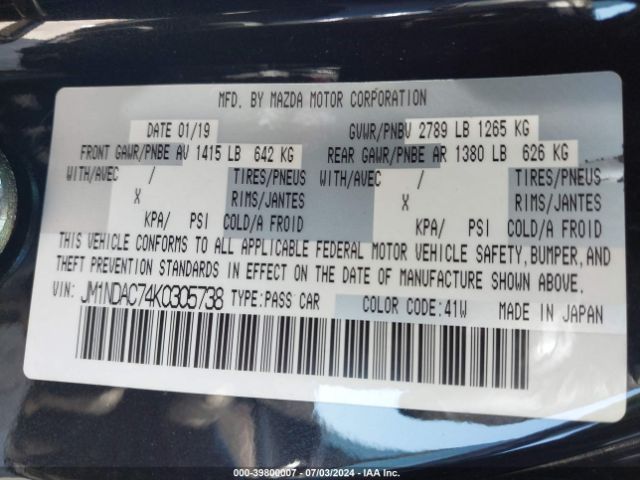 MFD. BY MAZDA MOTOR CORPORATION
DATE 01/19 GVWR/PNBV 2789 LB 1265 KG
FRONT GAWR/PNBE AV 1415 LB 642 KG REAR GAWR/PNBE AR 1380 LB 626 KG
WITH/AVEC / TIRES/PNEUS WITH/AVEC / TIRES/PNEUS
X RIMS/JANTES X RIMS/JANTES
KPA/ PSI COLD/A FROID KPA/ PSI COLD/A FROID
THIS VEHICLE CONFORMS TO ALL APPLICABLE FEDERAL MOTOR VEHICLE SAFETY, BUMPER, AND
THEFT PREVENTION STANDARDS IN EFFECT ON THE DATE OF MANUFACTURE SHOWN ABOVE.
VIN: JM1NDAC74K0305738 TYPE:PASS CAR COLOR CODE:41W MADE IN JAPAN
000-39800007 - 07/03/2024 - IAA Inc.